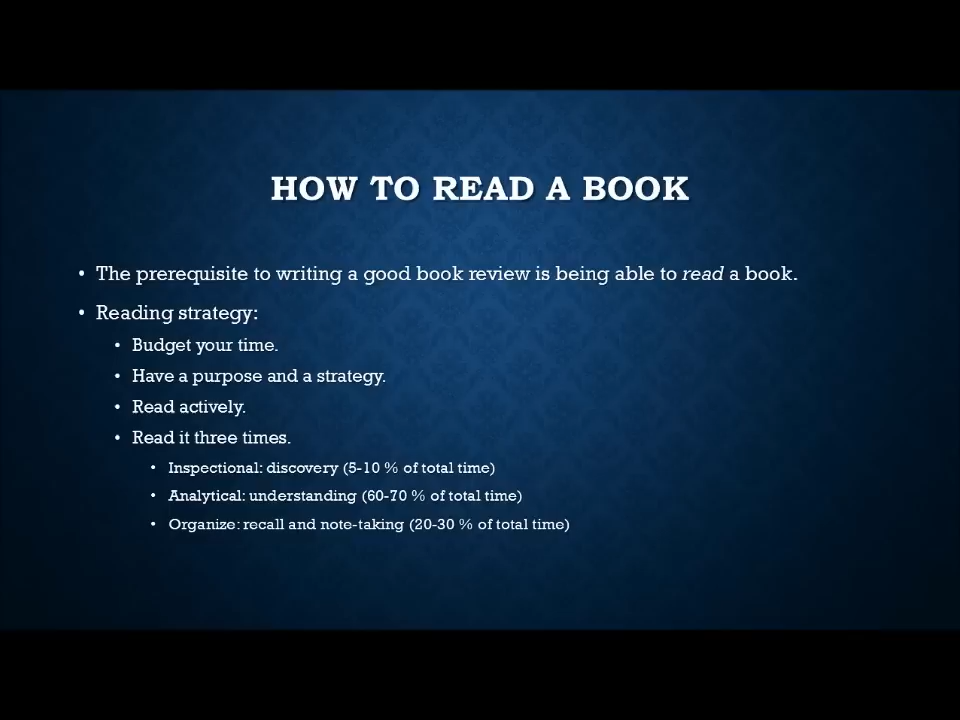 HOW TO READ A BOOK
• The prerequisite to writing a good book review is being able to read a book.
• Reading strategy:
• Budget your time.
• Have a purpose and a strategy.
• Read actively.
• Read it three times.
• Inspectional: discovery (5-10 % of total time)
• Analytical: understanding (60-70 % of total time)
• Organize: recall and note-taking (20-30 % of total time)